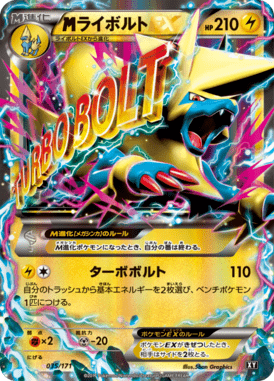 M進化
MライボルトEX
HP210
ライボルトEXから進化
TURBO BOLT
M進化【メガシンカ】のルール
M進化ポケモンになったとき、自分の番は終わる。
ターボボルト 110
自分のトラッシュから基本エネルギーを2枚選び、ベンチポケモン
1匹につける。
×2
-20
にげる
ポケモンEXのルール
ポケモンEXがきぜつしたとき、
相手はサイドを2枚とる。
035/171
Illus. 5ban Graphics
XY